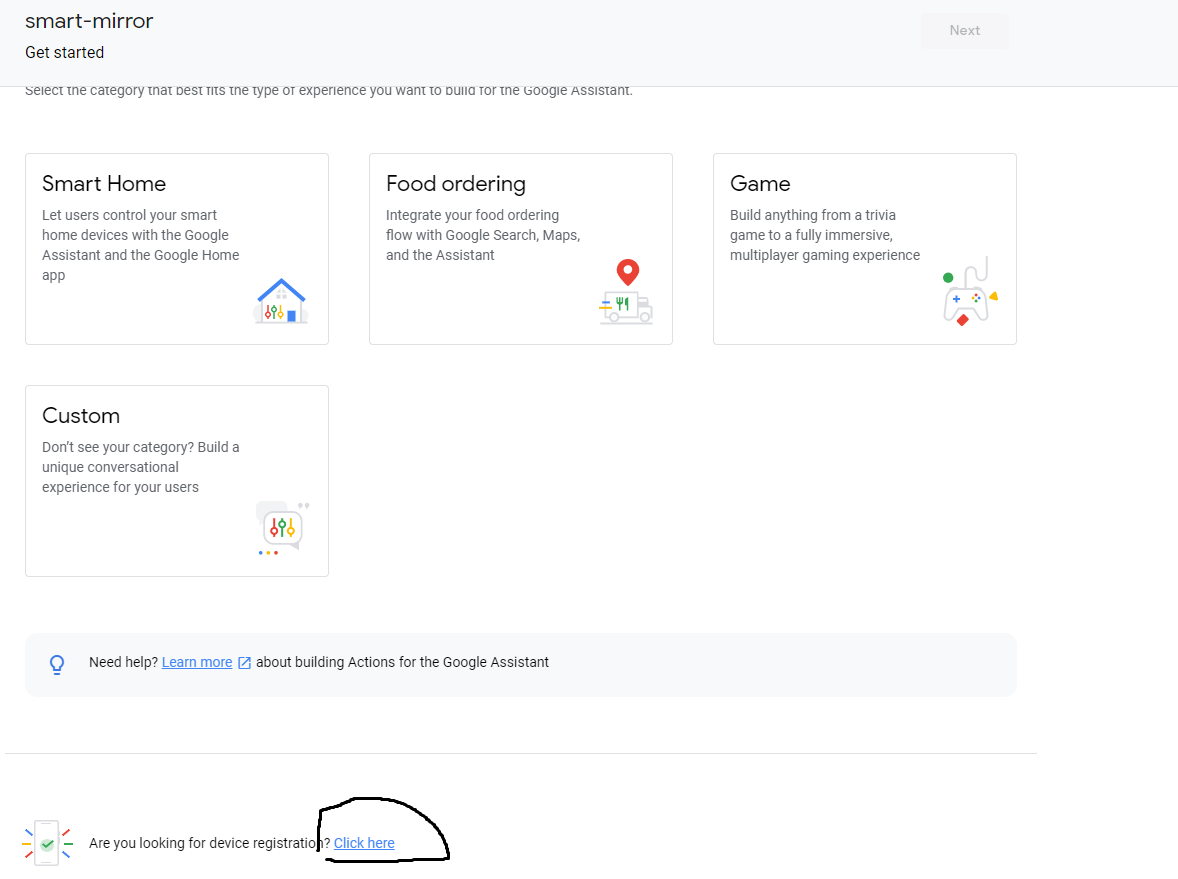 smart-mirror
Next
Get started
Select the category that best fits the type of experience you want to build for the Google Assistant.
Smart Home
Let users control your smart
home devices with the Google
Assistant and the Google Home
app
Food ordering
Integrate your food ordering
flow with Google Search, Maps,
and the Assistant
Game
Build anything from a trivia
game to a fully immersive,
multiplayer gaming experience
Custom
Don’t see your category? Build a
unique conversational
experience for your users
Need help? Learn more about building Actions for the Google Assistant
Are you looking for device registration? Click here